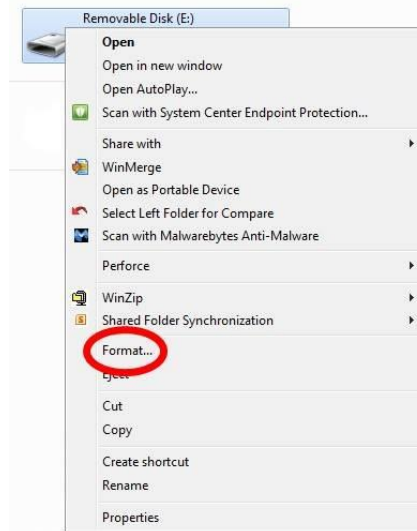 Removable Disk (E:)
Open
Open in new window
Open AutoPlay...
Scan with System Center Endpoint Protection...
Share with
WinMerge
Open as Portable Device
Select Left Folder for Compare
Scan with Malwarebytes Anti-Malware
Perforce
WinZip
Shared Folder Synchronization
Format...
Eject
Cut
Copy
Create shortcut
Rename
Properties